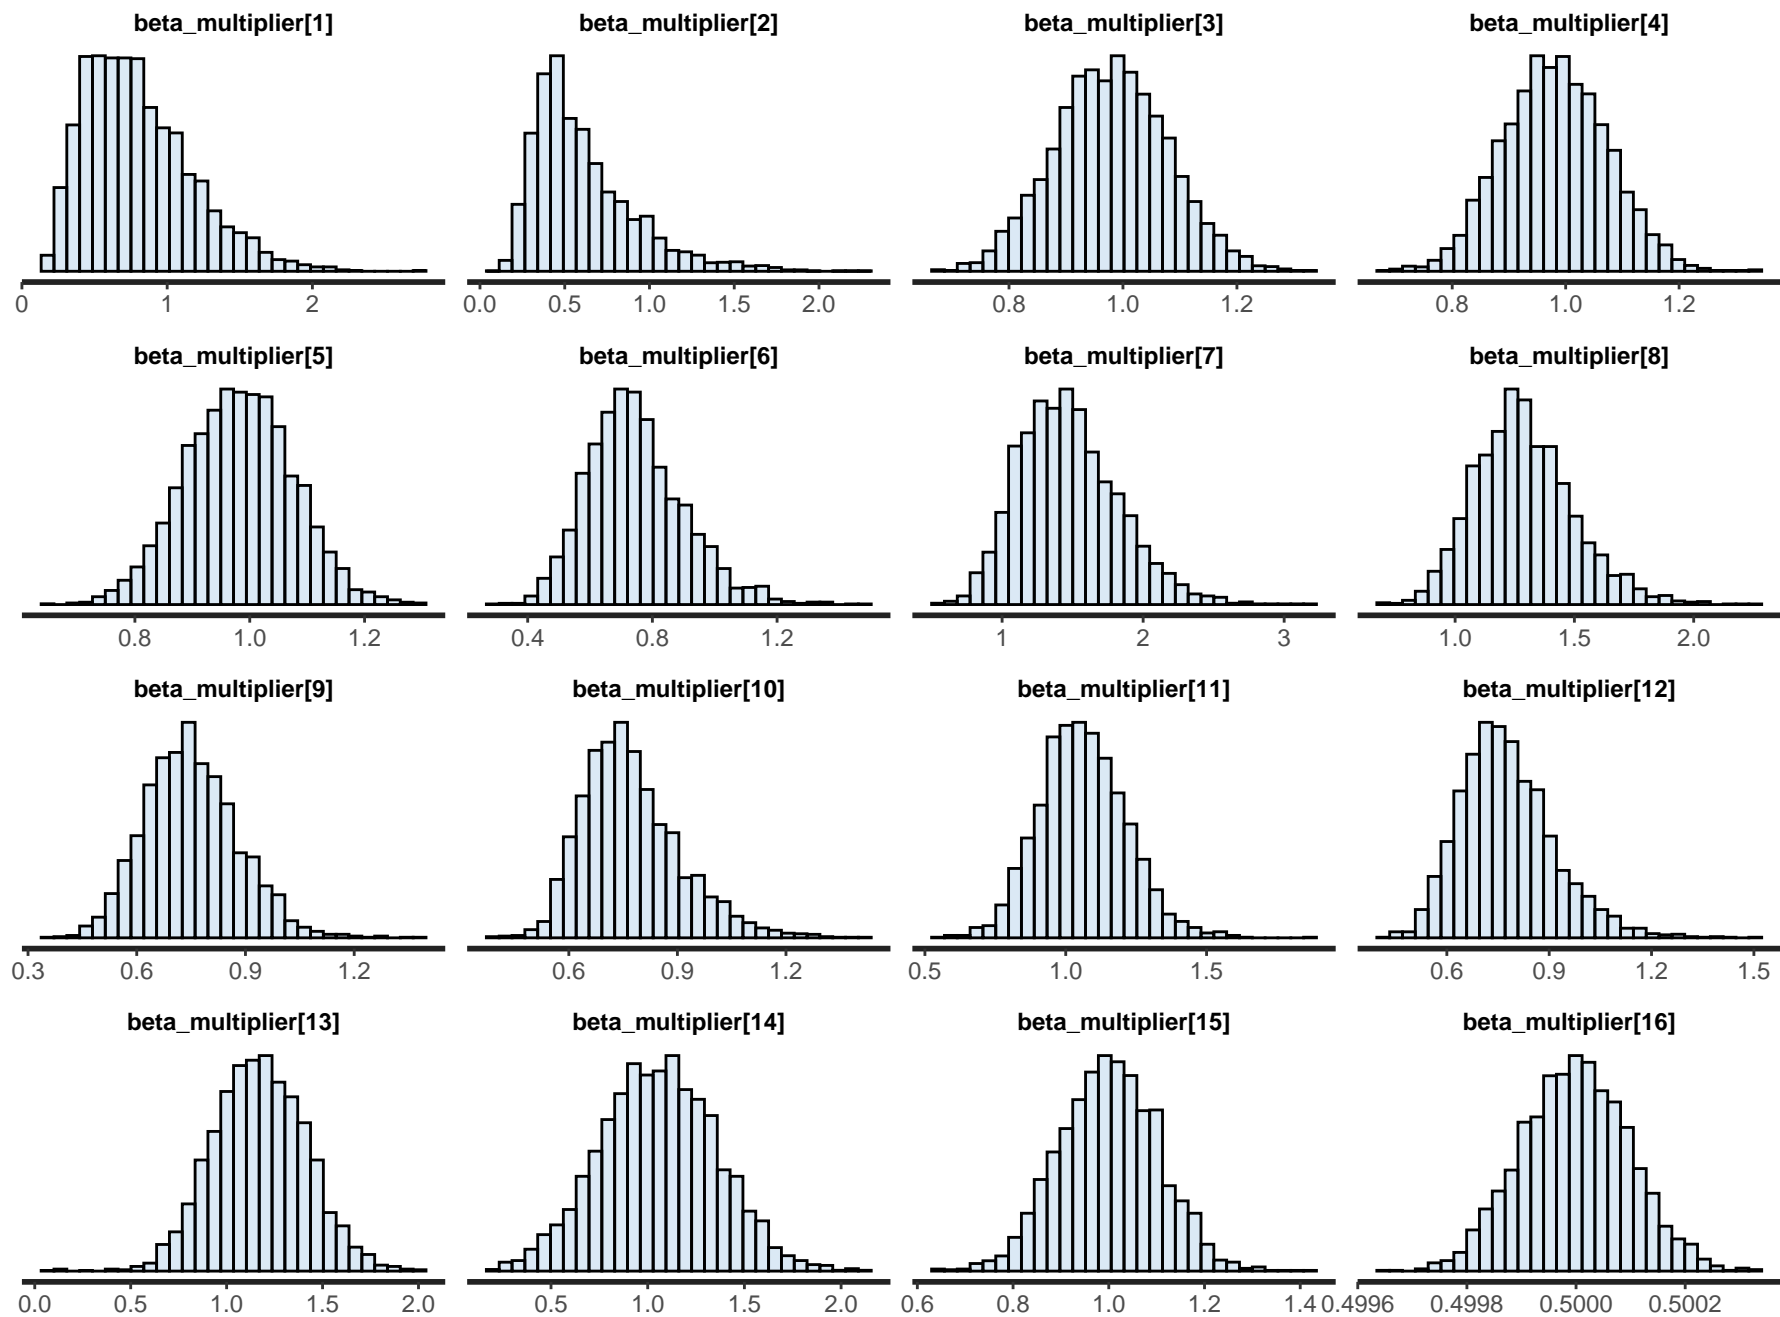 beta_multiplier[1] beta_multiplier[2] beta_multiplier[3] beta_multiplier[4]
0 1 2 0.0 0.5 1.0 1.5 2.0 0.8 1.0 1.2 0.8 1.0 1.2
beta_multiplier[5] beta_multiplier[6] beta_multiplier[7] beta_multiplier[8]
0.8 1.0 1.2 0.4 0.8 1.2 1 2 3 1.0 1.5 2.0
beta_multiplier[9] beta_multiplier[10] beta_multiplier[11] beta_multiplier[12]
0.3 0.6 0.9 1.2 0.6 0.9 1.2 0.5 1.0 1.5 0.6 0.9 1.2 1.5
beta_multiplier[13] beta_multiplier[14] beta_multiplier[15] beta_multiplier[16]
0.0 0.5 1.0 1.5 2.0 0.5 1.0 1.5 2.0 0.6 0.8 1.0 1.2 1.4 0.4996 0.4998 0.5000 0.5002